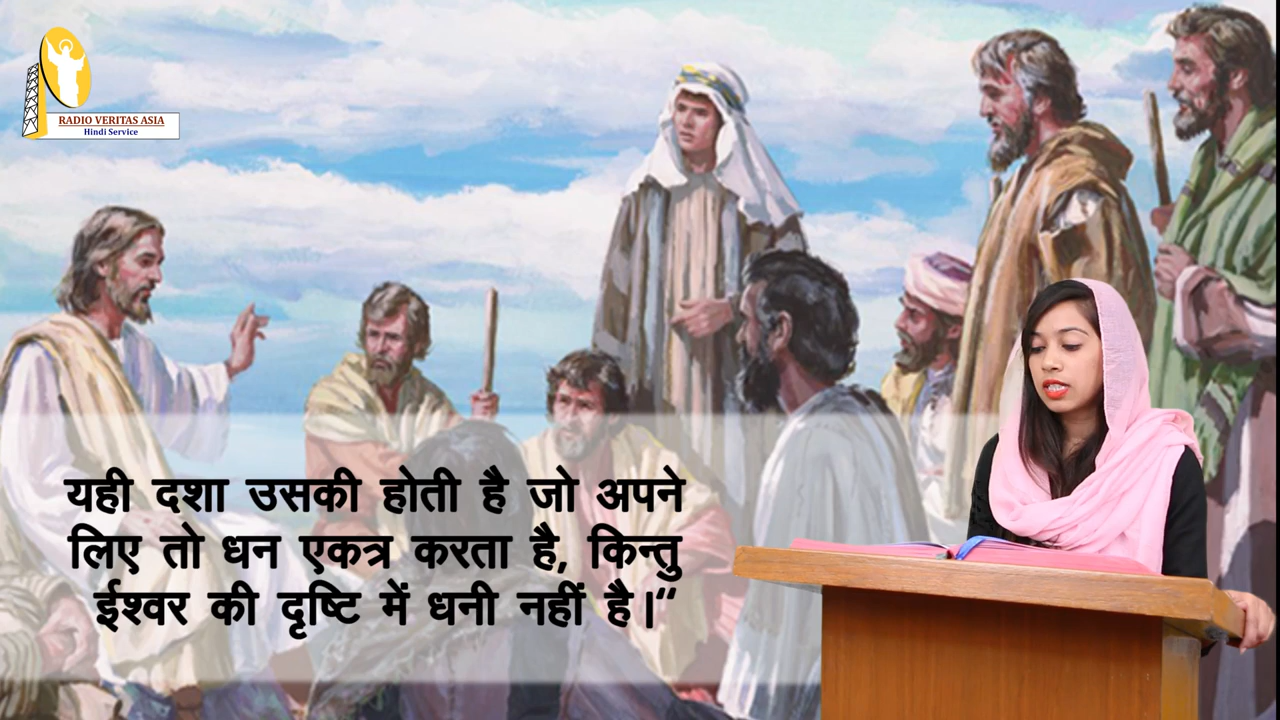 RADIO VERITAS ASIA
Hindi Service
यही दशा उसकी होती है जो अपने
लिए तो धन एकत्र करता है, किन्तु
ईश्वर की दृष्टि में धनी नहीं है।“